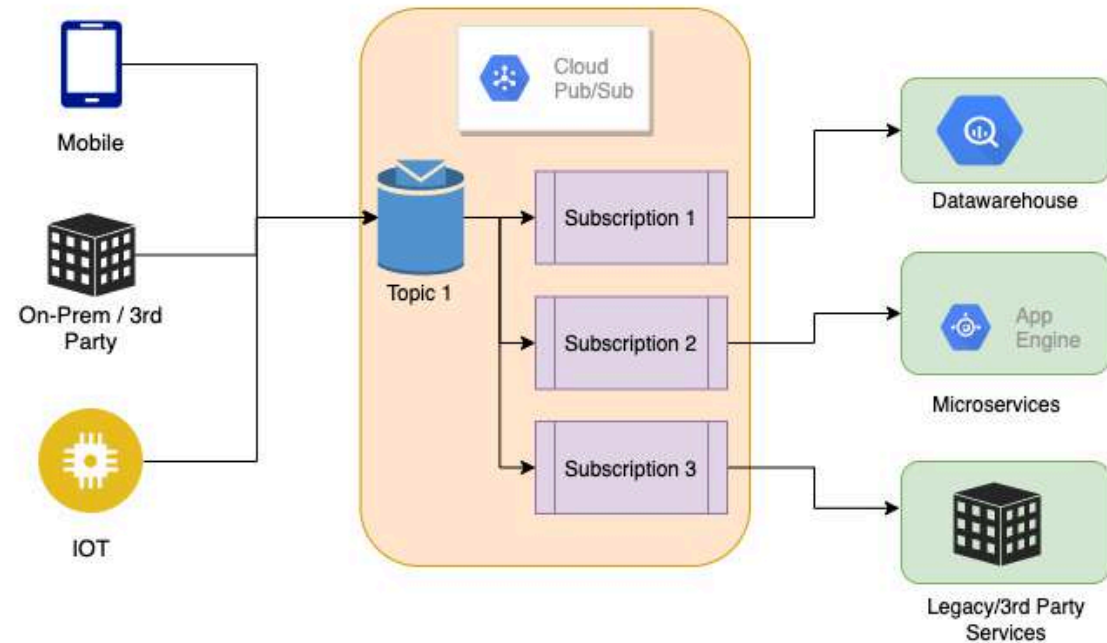 Mobile
On-Prem / 3rd
Party
IOT
Cloud
Pub/Sub
Topic 1
Subscription 1
Subscription 2
Subscription 3
Datawarehouse
App
Engine
Microservices
Legacy/3rd Party
Services